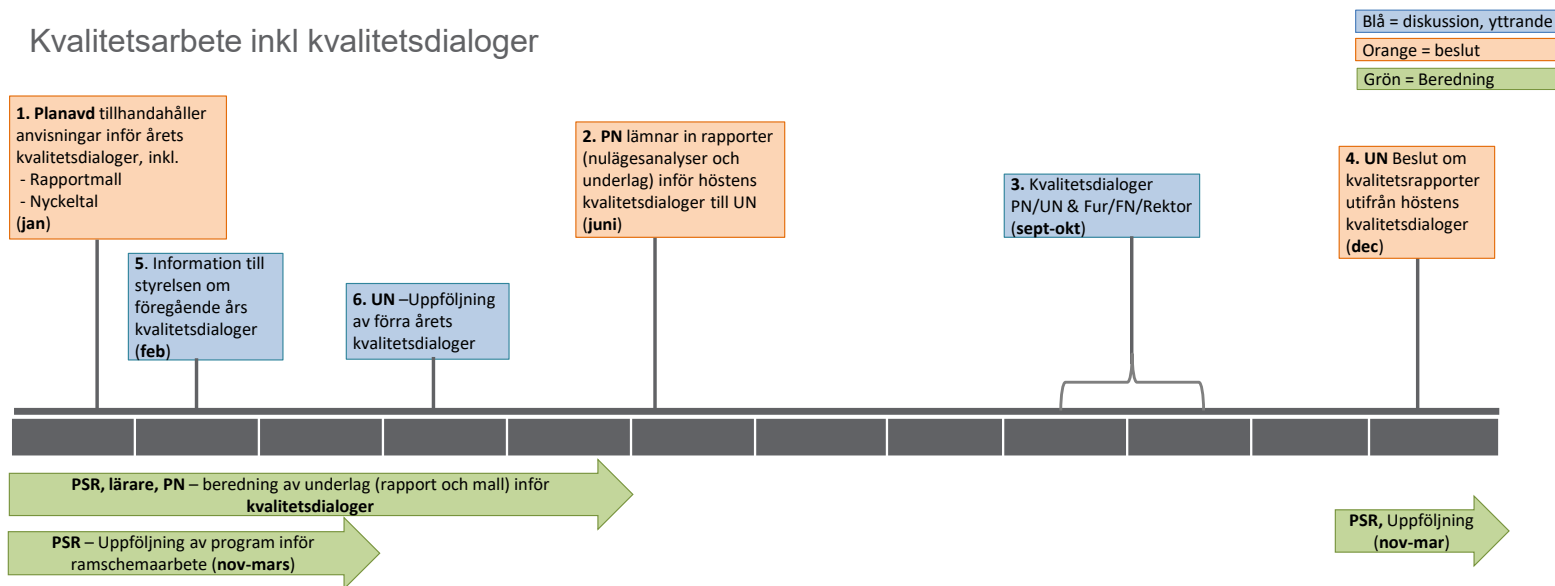 Kvalitetsarbete inkl kvalitetsdialoger
Blå = diskussion, yttrande
Orange = beslut
Grön = Beredning
1. Planavd tillhandahåller
anvisningar inför årets
kvalitetsdialoger, inkl.
- Rapportmall
- Nyckeltal
(jan)
2. PN lämnar in rapporter
(nulägesanalyser och
underlag) inför höstens
kvalitetsdialoger till UN
(juni)
3. Kvalitetsdialoger
PN/UN & Fur/FN/Rektor
(sept-okt)
4. UN Beslut om
kvalitetsrapporter
utifrån höstens
kvalitetsdialoger
(dec)
5. Information till
styrelsen om
föregående års
kvalitetsdialoger
(feb)
6. UN –Uppföljning
av förra årets
kvalitetsdialoger
PSR, lärare, PN – beredning av underlag (rapport och mall) inför
kvalitetsdialoger
PSR – Uppföljning av program inför
ramschemaarbete (nov-mars)
PSR, Uppföljning
(nov-mar)